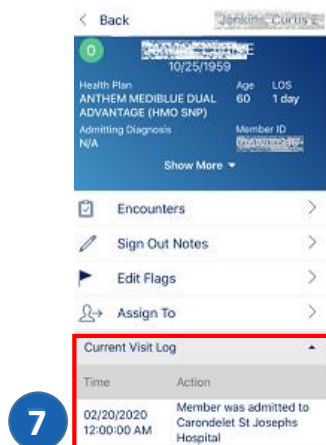 Back
0
10/25/1959
Health Plan Age LOS
ANTHEM MEDIBLUE DUAL 60 1 day
ADVANTAGE (HMO SNP)
Admitting Diagnosis Member ID
N/A
Show More
Encounters
Sign Out Notes
Edit Flags
Assign To
Current Visit Log
Time Action
7
02/20/2020 Member was admitted to
12:00:00 AM Carondelet St Josephs
Hospital